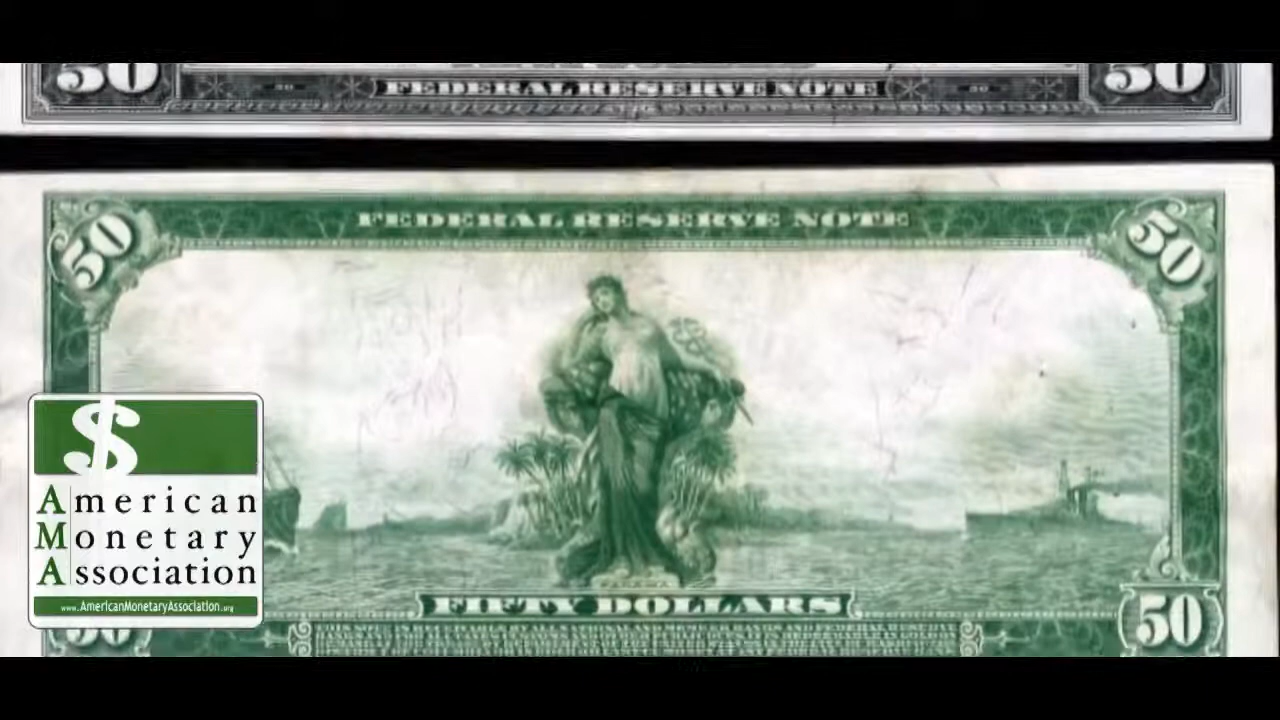 50 FEDERAL RESERVE NOTE 50
FEDERAL RESERVE NOTE
50 50
$
American
Monetary
Association
www.AmericanMonetaryAssociation.org
FIFTY DOLLARS
50 50